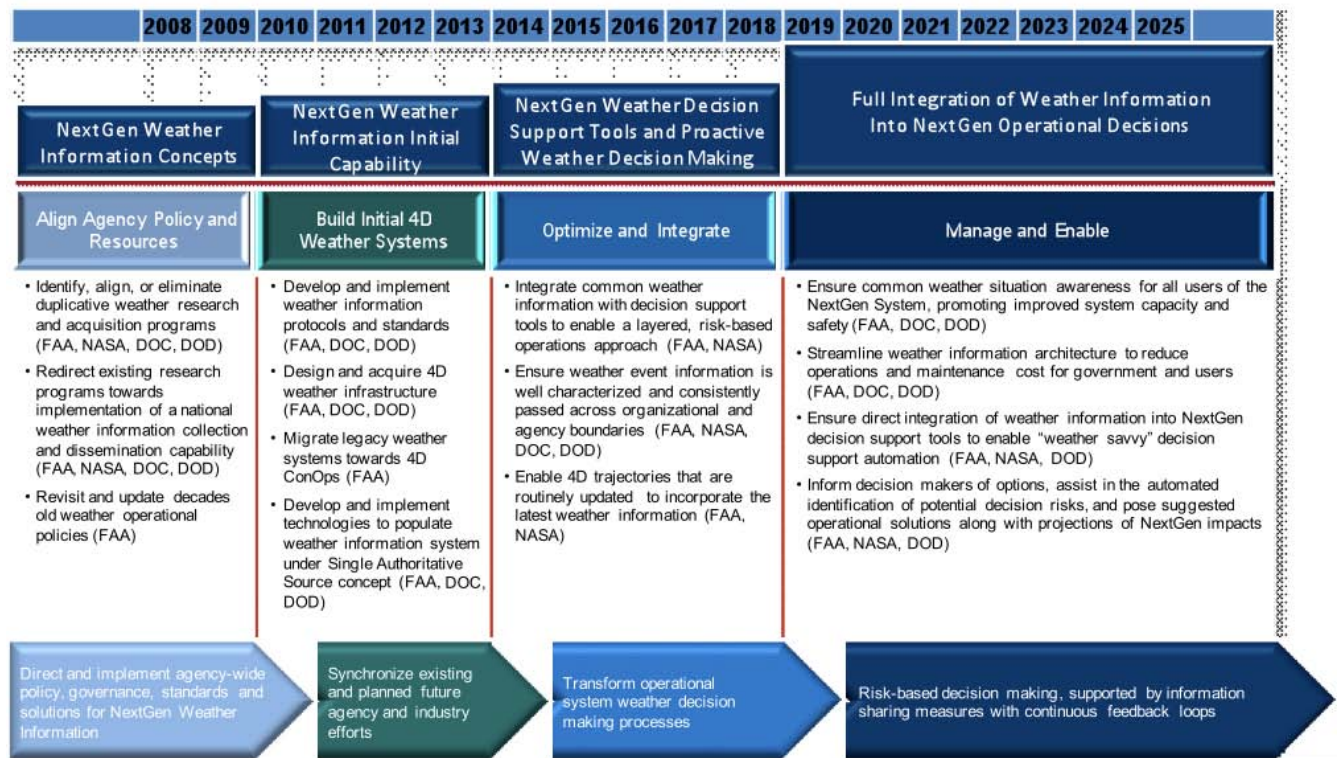 2008 2009 2010 2011 2012 2013 2014 2015 2016 2017 2018 2019 2020 2021 2022 2023 2024 2025
NextGen Weather
Information Concepts
NextGen Weather
Information Initial
Capability
NextGen Weather Decision
Support Tools and Proactive
Weather Decision Making
Full Integration of Weather Information
Into NextGen Operational Decisions
Align Agency Policy and
Resources
Build Initial 4D
Weather Systems
Optimize and Integrate
Manage and Enable
• Identify, align, or eliminate
duplicative weather research
and acquisition programs
(FAA, NASA, DOC, DOD)
• Redirect existing research
programs towards
implementation of a national
weather information collection
and dissemination capability
(FAA, NASA, DOC, DOD)
• Revisit and update decades
old weather operational
policies (FAA)
• Develop and implement
weather information
protocols and standards
(FAA, DOC, DOD)
• Design and acquire 4D
weather infrastructure
(FAA, DOC, DOD)
• Migrate legacy weather
systems towards 4D
ConOps (FAA)
• Develop and implement
technologies to populate
weather information system
under Single Authoritative
Source concept (FAA, DOC,
DOD)
• Integrate common weather
information with decision support
tools to enable a layered, risk-based
operations approach (FAA, NASA)
• Ensure weather event information is
well characterized and consistently
passed across organizational and
agency boundaries (FAA, NASA,
DOC, DOD)
• Enable 4D trajectories that are
routinely updated to incorporate the
latest weather information (FAA,
NASA)
• Ensure common weather situation awareness for all users of the
NextGen System, promoting improved system capacity and
safety (FAA, DOC, DOD)
• Streamline weather information architecture to reduce
operations and maintenance cost for government and users
(FAA, DOC, DOD)
• Ensure direct integration of weather information into NextGen
decision support tools to enable “weather savvy” decision
support automation (FAA, NASA, DOD)
• Inform decision makers of options, assist in the automated
identification of potential decision risks, and pose suggested
operational solutions along with projections of NextGen impacts
(FAA, NASA, DOD)
Direct and implement agency-wide
policy, governance, standards and
solutions for NextGen Weather
Information
Synchronize existing
and planned future
agency and industry
efforts
Transform operational
system weather decision
making processes
Risk-based decision making, supported by information
sharing measures with continuous feedback loops